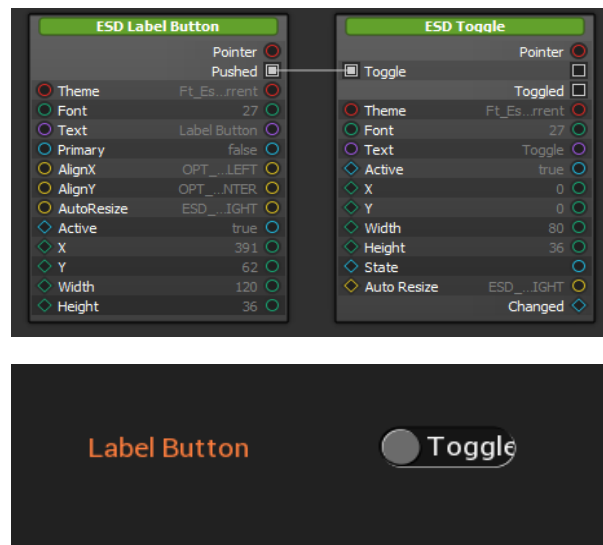 ESD Label Button
Pointer
Pushed
Theme Ft_Es...rrent
Font 27
Text Label Button
Primary false
AlignX OPT_...LEFT
AlignY OPT_...NTER
AutoResize ESD_...IGHT
Active true
X 391
Y 62
Width 120
Height 36
ESD Toggle
Pointer
Toggle
Toggled
Theme Ft_Es...rrent
Font 27
Text Toggle
Active true
X 0
Y 0
Width 80
Height 36
State
Auto Resize ESD_...IGHT
Changed
Label Button
Toggle